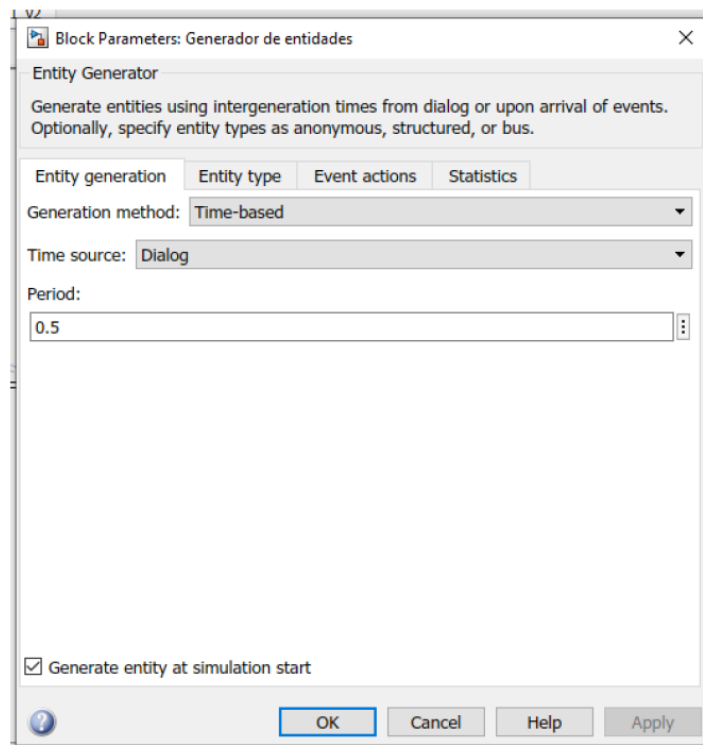 Block Parameters: Generador de entidades
Entity Generator
Generate entities using intergeneration times from dialog or upon arrival of events.
Optionally, specify entity types as anonymous, structured, or bus.
Entity generation Entity type Event actions Statistics
Generation method: Time-based
Time source: Dialog
Period:
0.5
Generate entity at simulation start
OK Cancel Help Apply